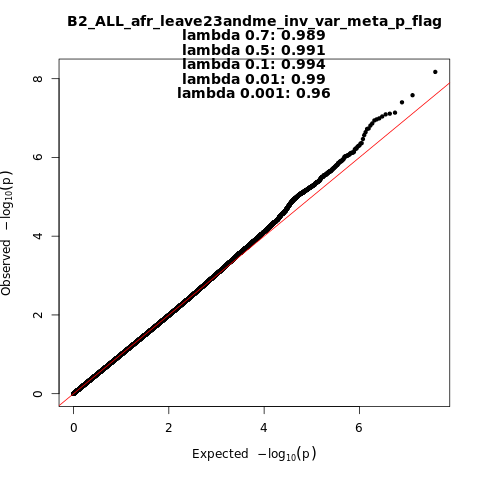 B2_ALL_afr_leave23andme_inv_var_meta_p_flag
lambda 0.7: 0.989
lambda 0.5: 0.991
lambda 0.1: 0.994
lambda 0.01: 0.99
lambda 0.001: 0.96
8
6
4
2
0
Observed −log10(p)
0 2 4 6
Expected −log10(p)